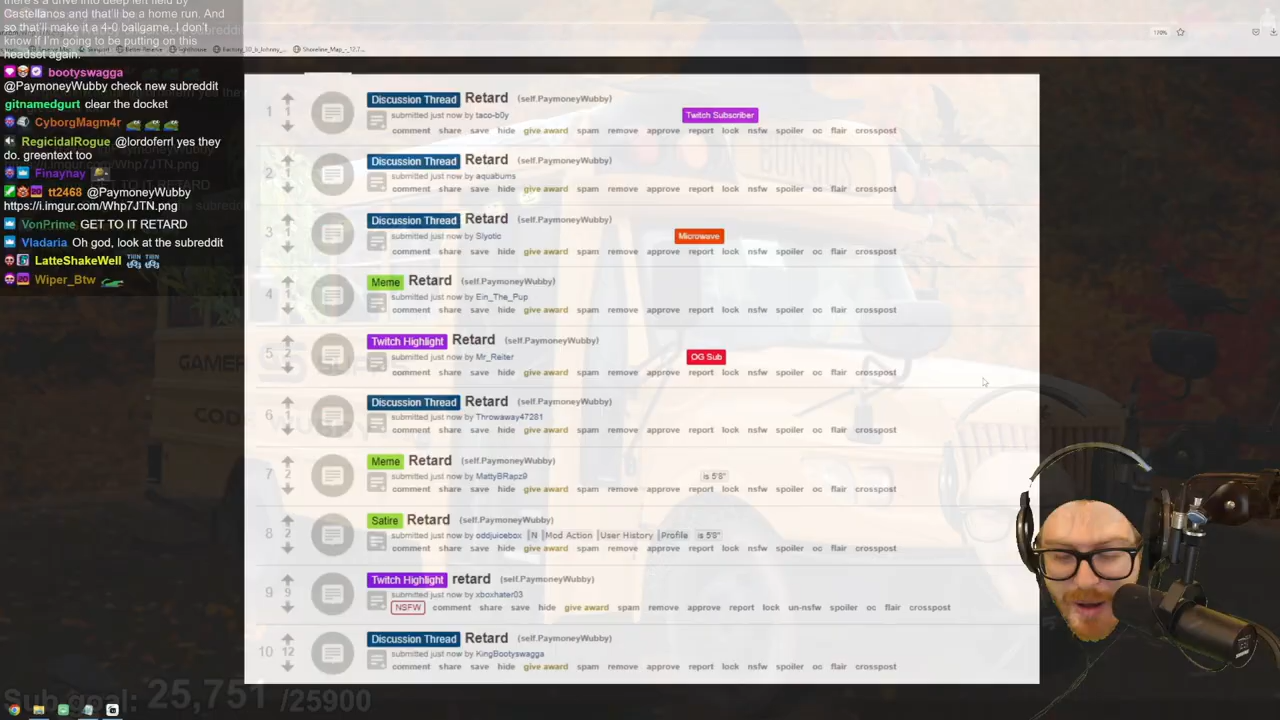 there's a drive into deep left field by
Castellanos and that'll be a home run. And
so that'll make it a 4-0 ballgame. I don't
know if I'm going to be putting on this
headset again.
bootyswagga
@PaymoneyWubby check new subreddit
gitnamedgurt clear the docket
CyborgMagm4r
RegicidalRogue @lordoferrl yes they
do. greentext too
Finaynay
tt2468 @PaymoneyWubby
https://i.imgur.com/Whp7JTN.png
VonPrime GET TO IT RETARD
Vladaria Oh god, look at the subreddit
LatteShakeWell
Wiper_Btw
Shoreline_Map_-_12.7...
170%
1 1 Discussion Thread Retard (self.PaymoneyWubby)
submitted just now by taco-b0y Twitch Subscriber
comment share save hide give award spam remove approve report lock nsfw spoiler oc flair crosspost
2 1 Discussion Thread Retard (self.PaymoneyWubby)
submitted just now by aquabums
comment share save hide give award spam remove approve report lock nsfw spoiler oc flair crosspost
3 1 Discussion Thread Retard (self.PaymoneyWubby)
submitted just now by Slyotic Microwave
comment share save hide give award spam remove approve report lock nsfw spoiler oc flair crosspost
4 1 Meme Retard (self.PaymoneyWubby)
submitted just now by Ein_The_Pup
comment share save hide give award spam remove approve report lock nsfw spoiler oc flair crosspost
5 2 Twitch Highlight Retard (self.PaymoneyWubby)
submitted just now by Mr_Reiter OG Sub
comment share save hide give award spam remove approve report lock nsfw spoiler oc flair crosspost
6 1 Discussion Thread Retard (self.PaymoneyWubby)
submitted just now by Throwaway47281
comment share save hide give award spam remove approve report lock nsfw spoiler oc flair crosspost
7 2 Meme Retard (self.PaymoneyWubby)
submitted just now by MattyBRapz9 is 5'8"
comment share save hide give award spam remove approve report lock nsfw spoiler oc flair crosspost
8 2 Satire Retard (self.PaymoneyWubby)
submitted just now by oddjuicebox |N |Mod Action |User History |Profile is 5'8"
comment share save hide give award spam remove approve report lock nsfw spoiler oc flair crosspost
9 9 Twitch Highlight retard (self.PaymoneyWubby)
submitted just now by xboxhater03
NSFW comment share save hide give award spam remove approve report lock un-nsfw spoiler oc flair crosspost
10 12 Discussion Thread Retard (self.PaymoneyWubby)
submitted just now by KingBootyswagga
comment share save hide give award spam remove approve report lock nsfw spoiler oc flair crosspost
GAMER SUPPS
CODE
Sub goal: 25,751 /25900